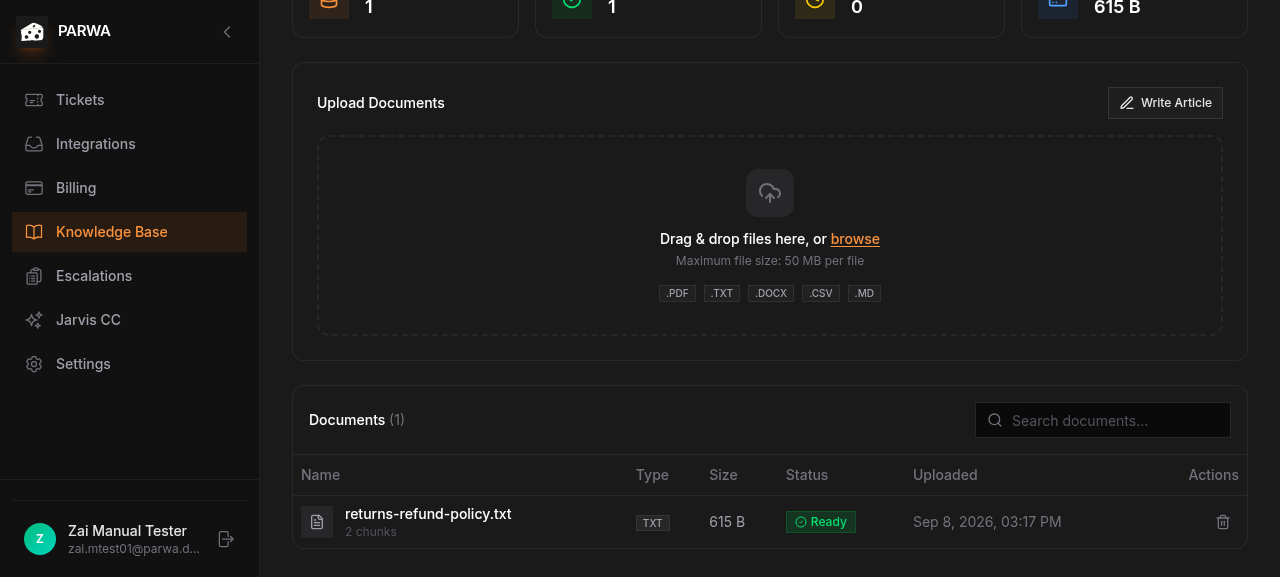 PARWA
Tickets
Integrations
Billing
Knowledge Base
Escalations
Jarvis CC
Settings
Z
Zai Manual Tester
zai.mtest01@parwa.d...
1
1
0
615 B
Upload Documents
Write Article
Drag & drop files here, or browse
Maximum file size: 50 MB per file
.PDF .TXT .DOCX .CSV .MD
Documents (1)
Search documents...
Name Type Size Status Uploaded Actions
returns-refund-policy.txt
2 chunks
TXT 615 B Ready Sep 8, 2026, 03:17 PM